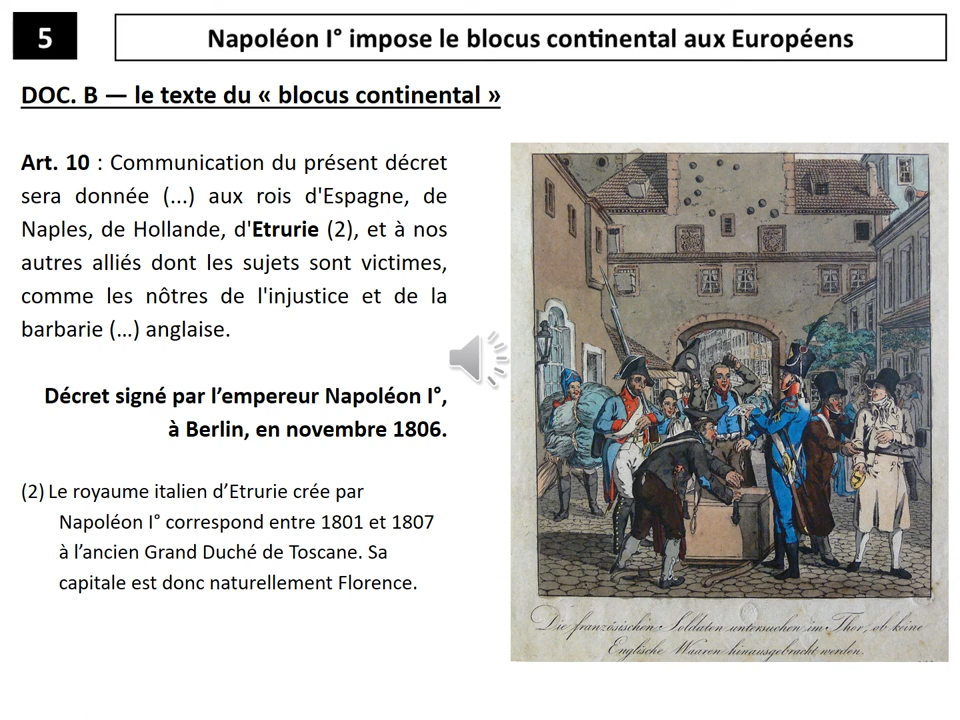 5
Napoléon I° impose le blocus continental aux Européens
DOC. B — le texte du « blocus continental »
Art. 10 : Communication du présent décret
sera donnée (...) aux rois d'Espagne, de
Naples, de Hollande, d'Etrurie (2), et à nos
autres alliés dont les sujets sont victimes,
comme les nôtres de l'injustice et de la
barbarie (…) anglaise.
Décret signé par l’empereur Napoléon I°,
à Berlin, en novembre 1806.
(2) Le royaume italien d’Etrurie crée par
Napoléon I° correspond entre 1801 et 1807
à l’ancien Grand Duché de Toscane. Sa
capitale est donc naturellement Florence.
Die französischen Soldaten untersuchen im Thor, ob keine
Englische Waaren hinausgebracht werden.